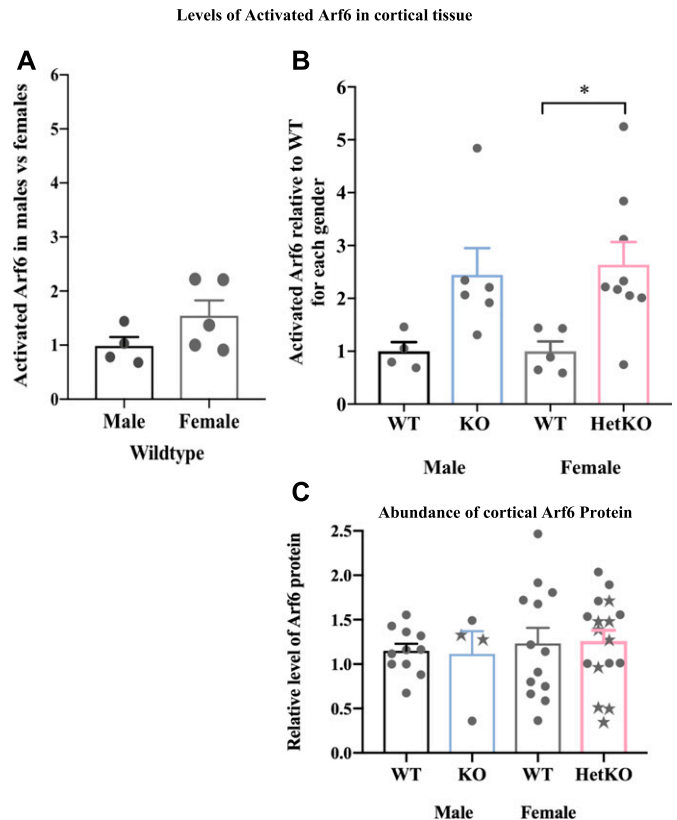 Levels of Activated Arf6 in cortical tissue
A
Activated Arf6 in males vs females
6
5
4
3
2
1
0
Male Female
Wildtype
B
Activated Arf6 relative to WT
for each gender
6
5
4
3
2
1
0
*
WT KO WT HetKO
Male Female
C
Abundance of cortical Arf6 Protein
Relative level of Arf6 protein
2.5
2.0
1.5
1.0
0.5
0.0
WT KO WT HetKO
Male Female